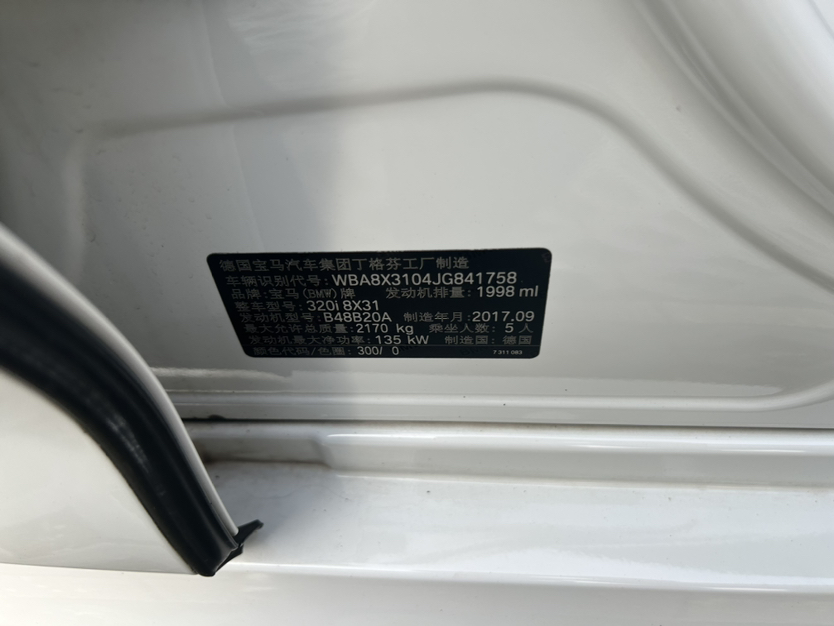 德国宝马汽车集团丁格芬工厂制造
车辆识别代号: WBA8X3104JG841758
品牌: 宝马(BMW)牌 发动机排量: 1998 ml
整车型号: 320i 8X31
发动机型号: B48B20A 制造年月: 2017.09
最大允许总质量: 2170 kg 乘坐人数: 5 人
发动机最大净功率: 135 kW 制造国: 德国
颜色代码/色圈: 300/ 0 7 311 083